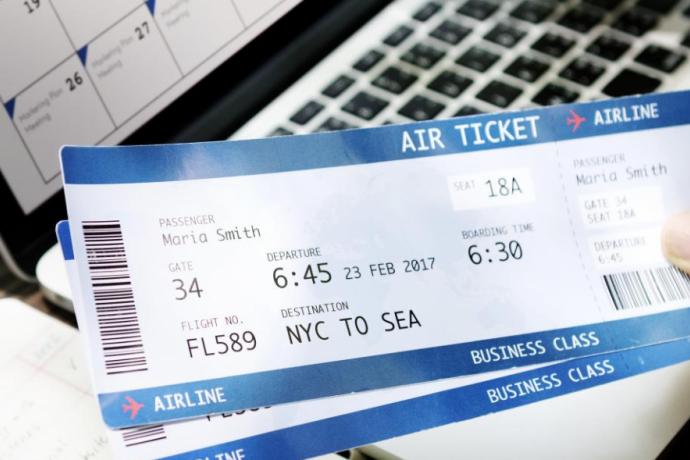 19
26
27
Marketing Plan
Meeting
Marketing Plan
Meeting
AIR TICKET
AIRLINE
PASSENGER
Maria Smith
SEAT 18A
GATE
34
DEPARTURE
6:45 23 FEB 2017
BOARDING TIME
6:30
FLIGHT NO.
FL589
DESTINATION
NYC TO SEA
PASSENGER
Maria Smith
GATE 34
SEAT 18A
DEPARTURE
6:45
AIRLINE
BUSINESS CLASS
BUSINESS CLASS